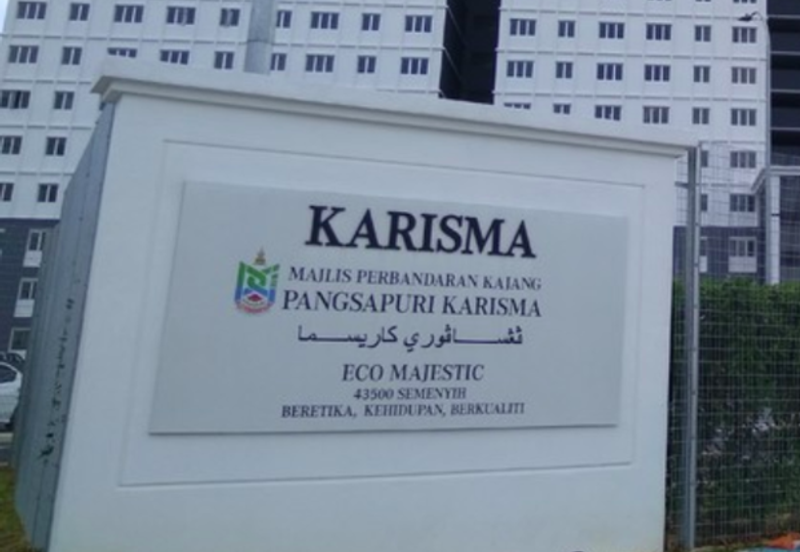 KARISMA
MAJLIS PERBANDARAN KAJANG
PANGSAPURI KARISMA
ڤڠساڤوري كاريسما
ECO MAJESTIC
43500 SEMENYIH
BERETIKA, KEHIDUPAN, BERKUALITI